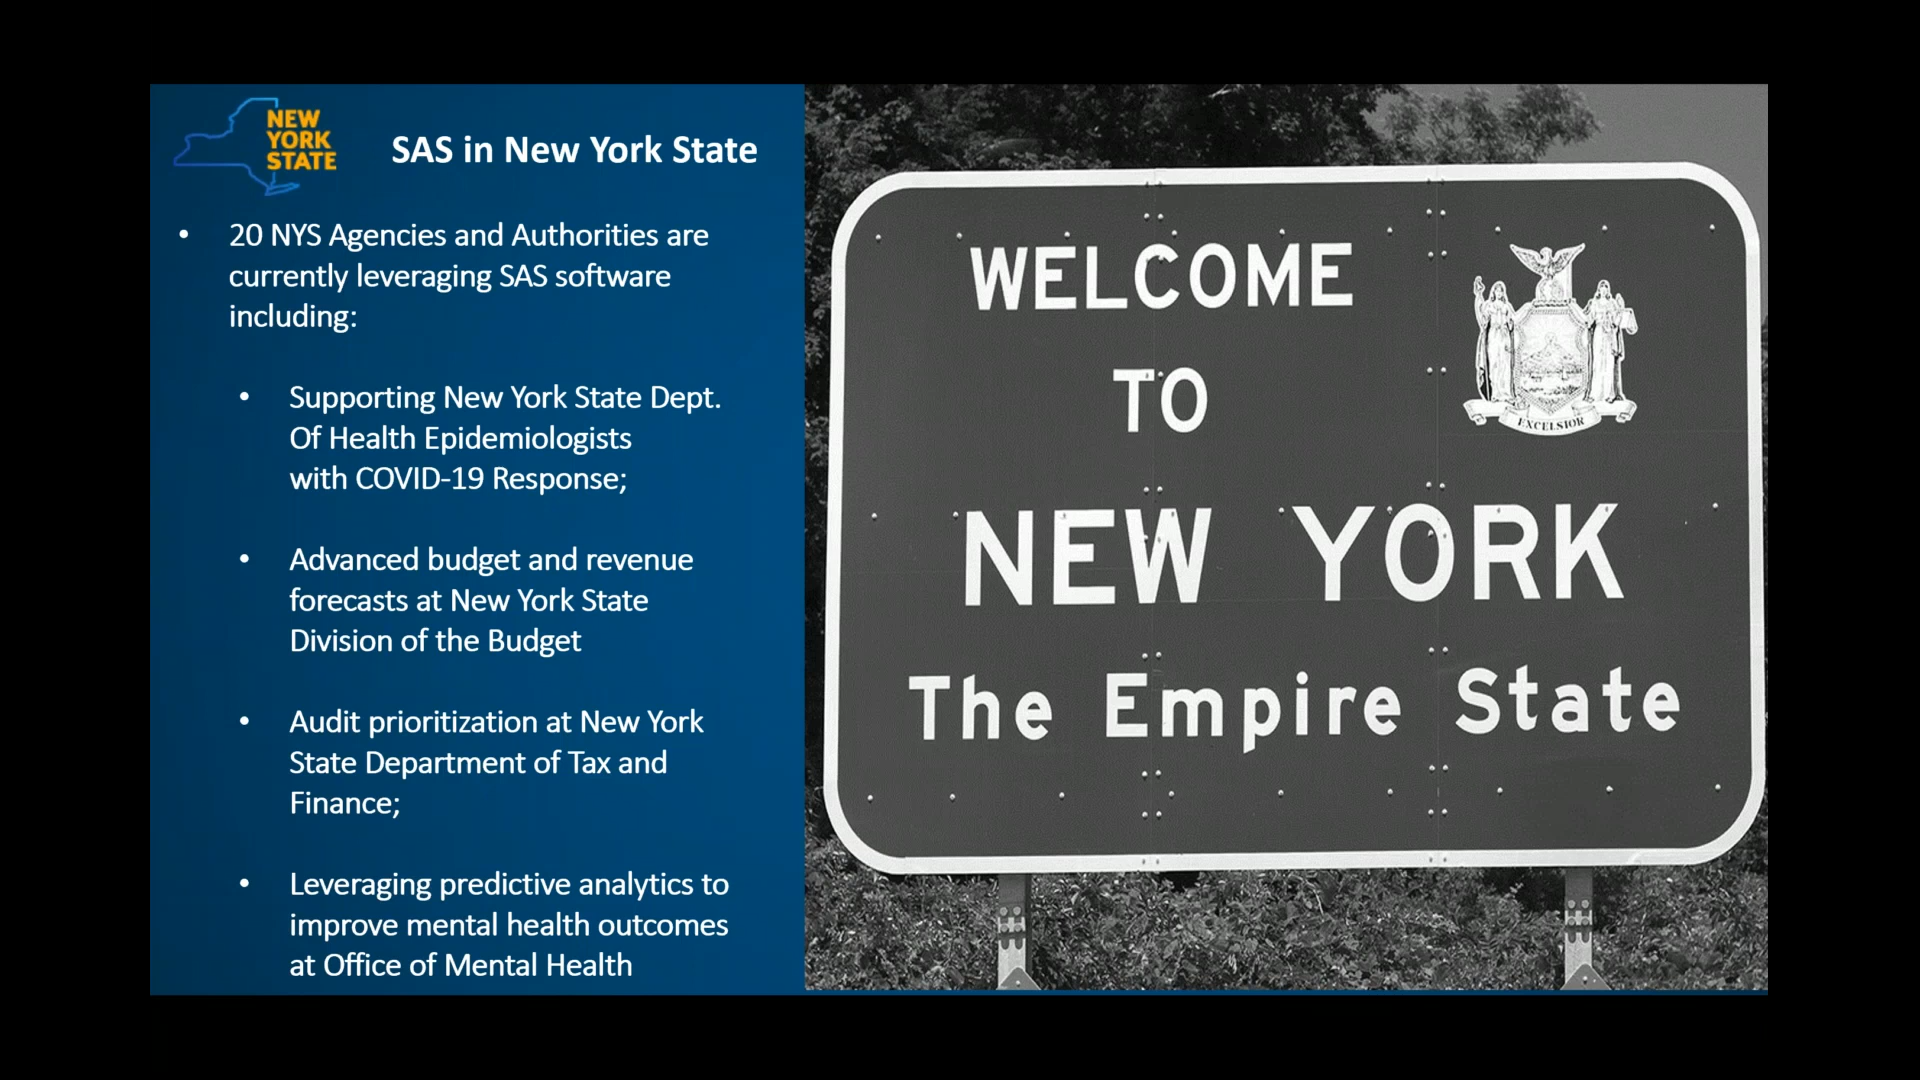 NEW
YORK
STATE
SAS in New York State
• 20 NYS Agencies and Authorities are
currently leveraging SAS software
including:
• Supporting New York State Dept.
Of Health Epidemiologists
with COVID-19 Response;
• Advanced budget and revenue
forecasts at New York State
Division of the Budget
• Audit prioritization at New York
State Department of Tax and
Finance;
• Leveraging predictive analytics to
improve mental health outcomes
at Office of Mental Health
WELCOME
TO
NEW YORK
The Empire State
EXCELSIOR